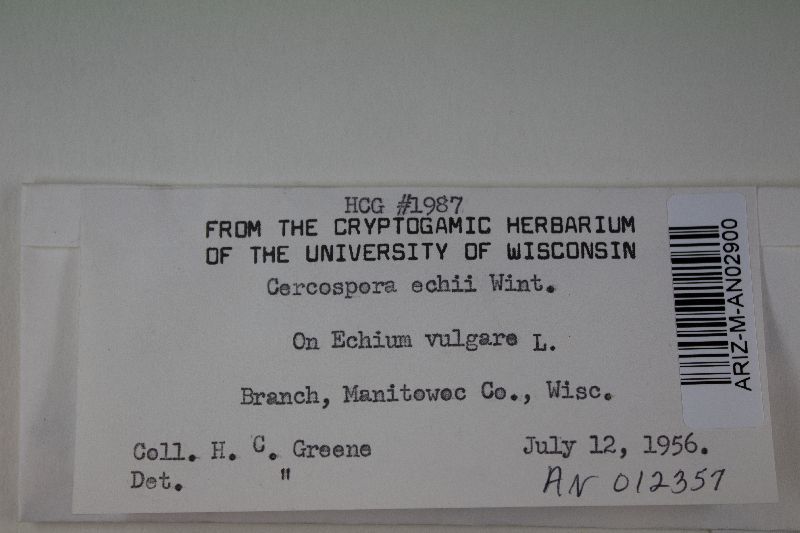 HCG #1987
FROM THE CRYPTOGAMIC HERBARIUM
OF THE UNIVERSITY OF WISCONSIN
Cercospora echii Wint.
On Echium vulgare L.
Branch, Manitowoc Co., Wisc.
Coll. H. C. Greene July 12, 1956.
Det. "
AN 012357
ARIZ-M-AN02900